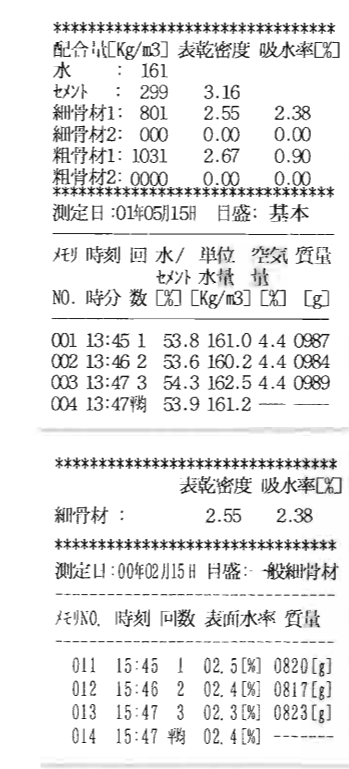 *********************************
配合量[Kg/m3] 表乾密度 吸水率[%]
水 : 161
セメント : 299 3.16
細骨材1: 801 2.55 2.38
細骨材2: 000 0.00 0.00
粗骨材1: 1031 2.67 0.90
粗骨材2: 0000 0.00 0.00
*********************************
測定日:01年05月15日 目盛: 基本
メモリ 時刻 回 水/ 単位 空気 質量
セメント 水量 量
NO. 時分 数 [%] [Kg/m3] [%] [g]
001 13:45 1 53.8 161.0 4.4 0987
002 13:46 2 53.6 160.2 4.4 0984
003 13:47 3 54.3 162.5 4.4 0989
004 13:47 平均 53.9 161.2 ---- ----
*********************************
表乾密度 吸水率[%]
細骨材 : 2.55 2.38
*********************************
測定日:00年02月15日 目盛: 一般細骨材
メモリNO. 時刻 回数 表面水率 質量
011 15:45 1 02.5[%] 0820[g]
012 15:46 2 02.4[%] 0817[g]
013 15:47 3 02.3[%] 0823[g]
014 15:47 平均 02.4[%] -------